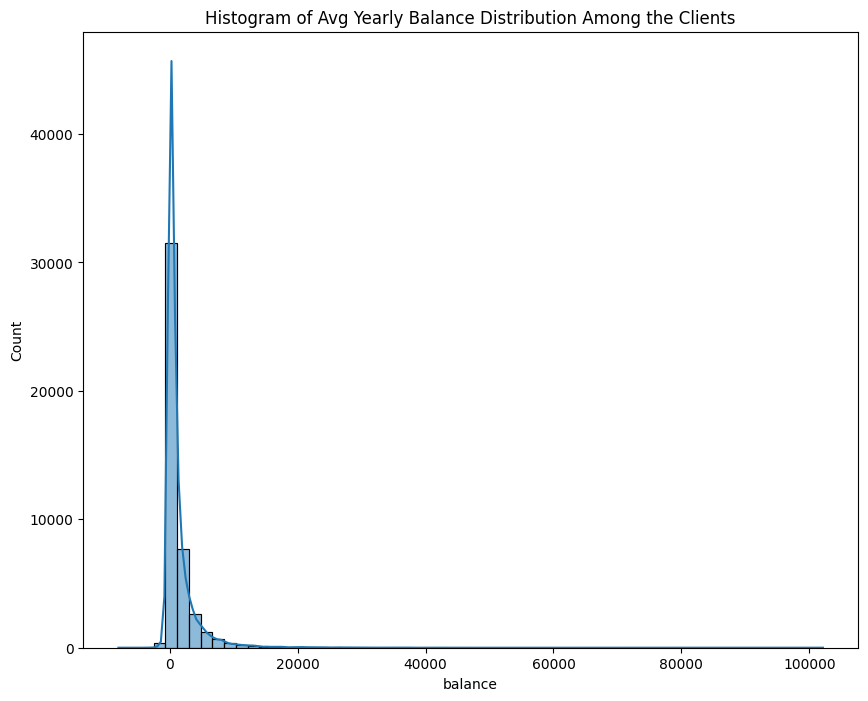 Histogram of Avg Yearly Balance Distribution Among the Clients
40000
30000
20000
10000
0
Count
0 20000 40000 60000 80000 100000
balance